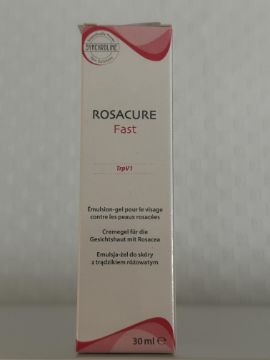 SYNCHROLINE
ROSACURE
Fast
TrpV1
Émulsion-gel pour le visage
contre les peaux rosacées
Cremegel für die
Gesichtshaut mit Rosacea
Emulsja-żel do skóry
z trądzikiem różowatym
30 ml e